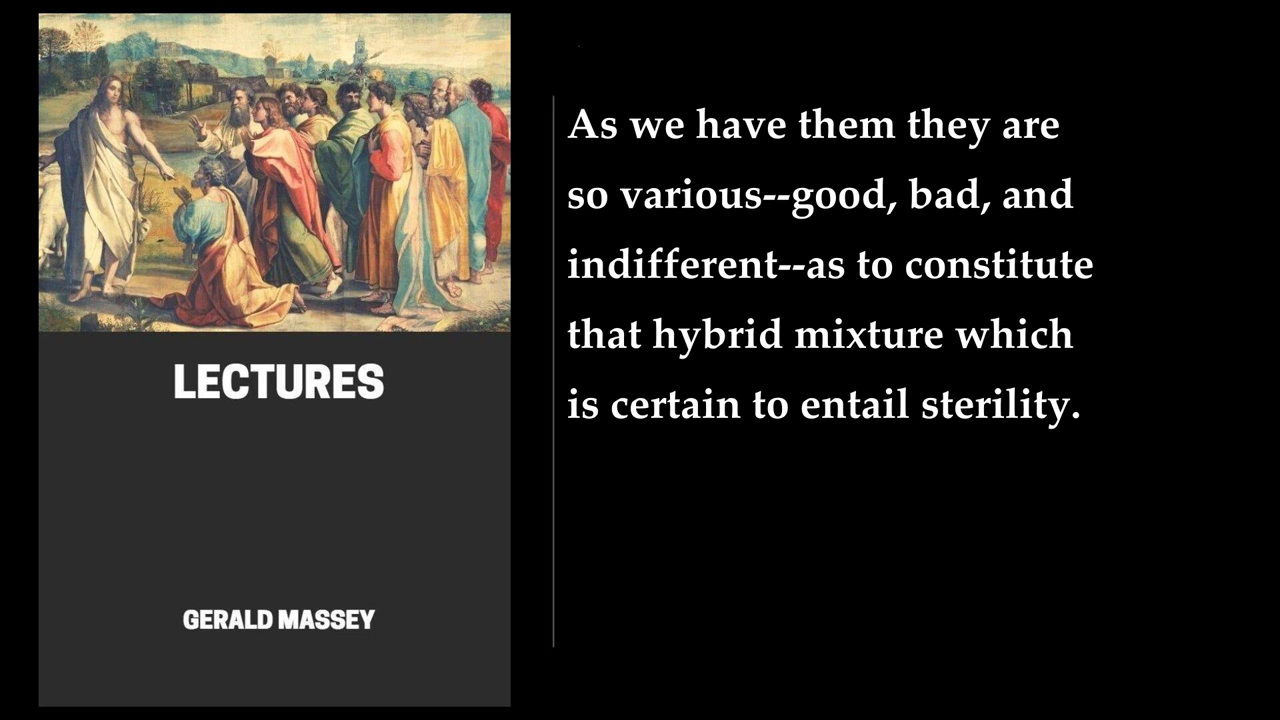 LECTURES
GERALD MASSEY
As we have them they are
so various--good, bad, and
indifferent--as to constitute
that hybrid mixture which
is certain to entail sterility.